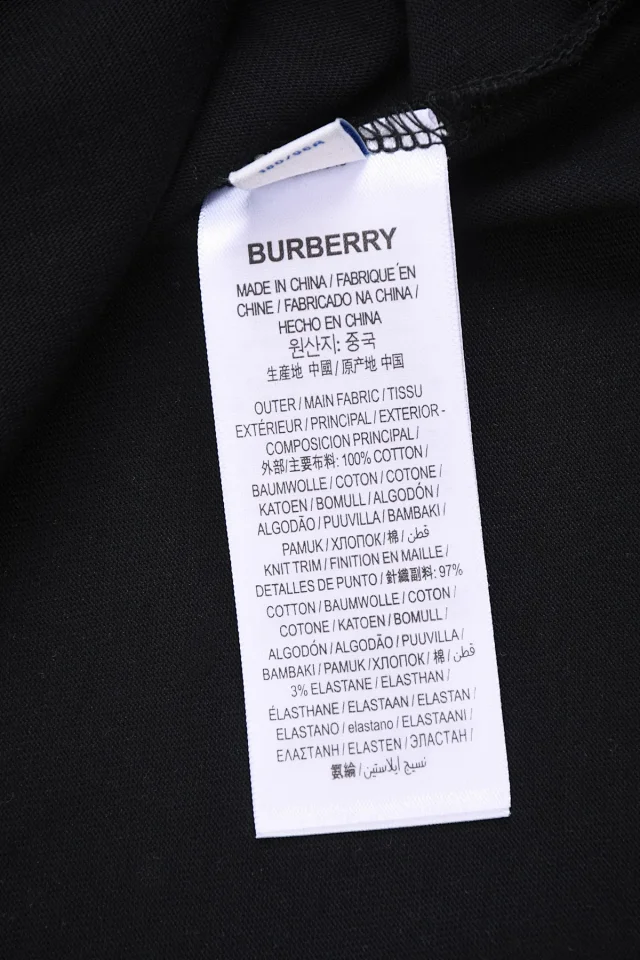 BURBERRY
MADE IN CHINA / FABRIQUE´EN
CHINE / FABRICADO NA CHINA /
HECHO EN CHINA
원산지: 중국
生産地 中國 / 原产地 中国
OUTER / MAIN FABRIC / TISSU
EXTÉRIEUR / PRINCIPAL / EXTERIOR -
COMPOSICION PRINCIPAL /
外部/主要布料: 100% COTTON /
BAUMWOLLE / COTON / COTONE /
KATOEN / BOMULL / ALGODÓN /
ALGODÃO / PUUVILLA / BAMBAKI /
PAMUK / ХЛОПОК / 棉 / قطن
KNIT TRIM / FINITION EN MAILLE /
DETALLES DE PUNTO / 針織副料: 97%
COTTON / BAUMWOLLE / COTON /
COTONE / KATOEN / BOMULL /
ALGODÓN / ALGODÃO / PUUVILLA /
BAMBAKI / PAMUK / ХЛОПОК / 棉 / قطن
3% ELASTANE / ELASTHAN /
ÉLASTHANE / ELASTAAN / ELASTAN /
ELASTANO / elastano / ELASTAANI /
ΕΛΑΣΤΑΝΗ / ELASTEN / ЭПАСТАН /
氨綸 / نسيج ايلاستين